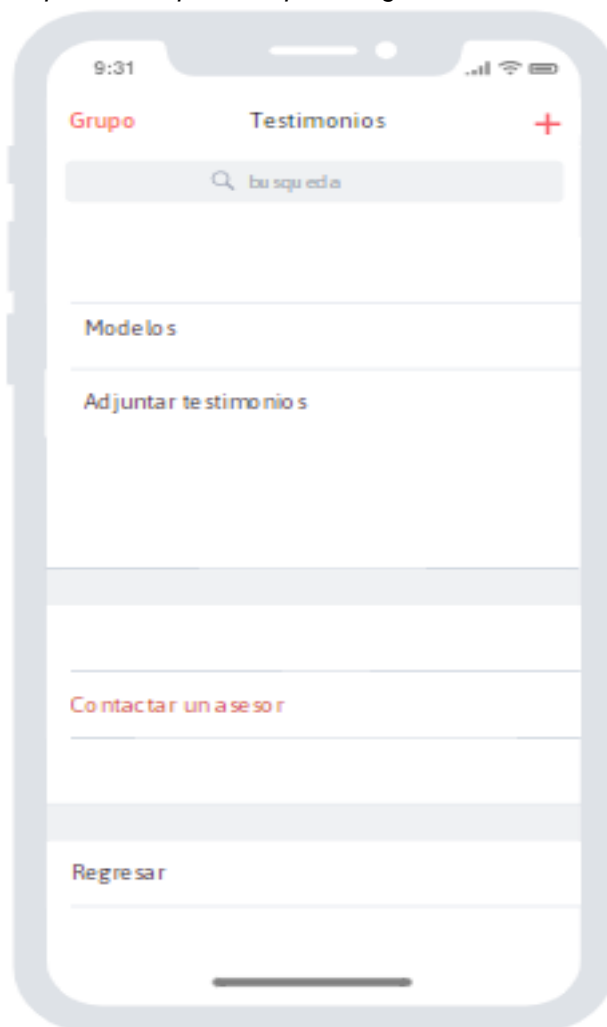 9:31
Grupo Testimonios +
busqueda
Modelos
Adjuntar testimonios
Contactar un asesor
Regresar